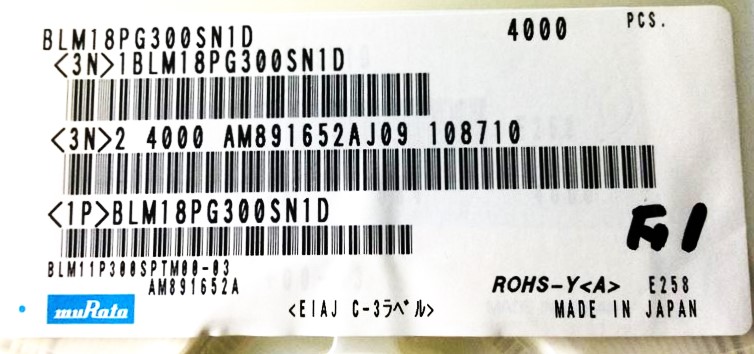 BLM18PG300SN1D 4000 PCS.
<3N>1BLM18PG300SN1D
<3N>2 4000 AM891652AJ09 108710
<1P>BLM18PG300SN1D
BLM11P300SPTM00-03
AM891652A
ROHS-Y<A> E258
muRata <EIAJ C-3ﾗﾍﾞﾙ> MADE IN JAPAN